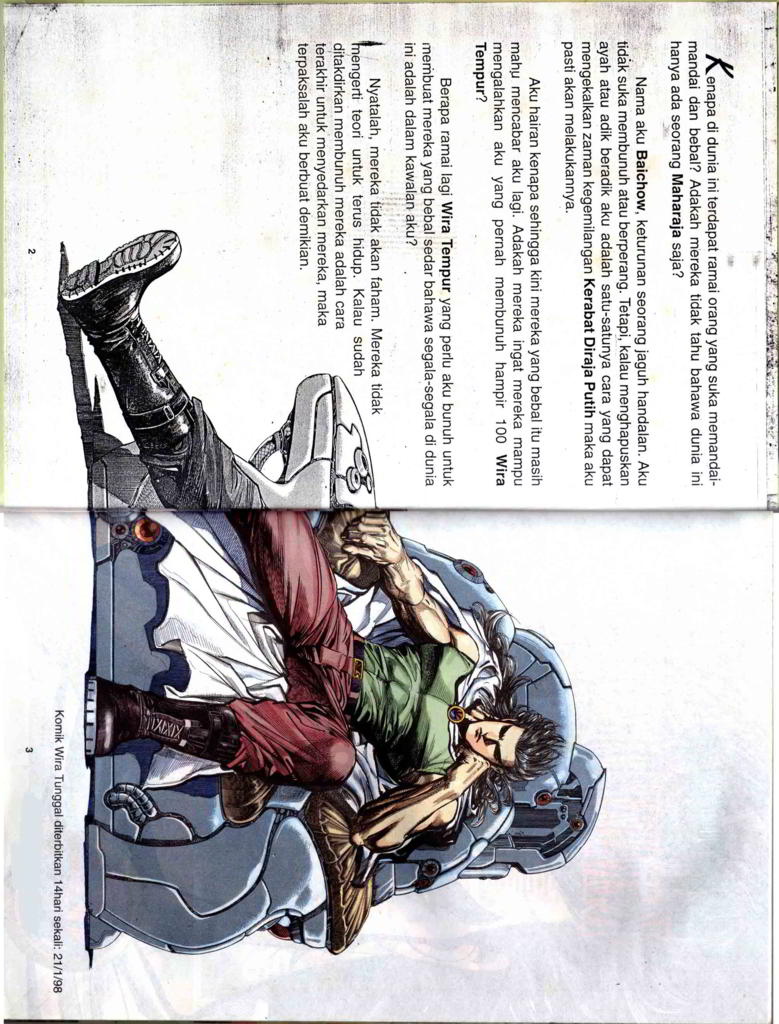 Kenapa di dunia ini terdapat ramai orang yang suka memandai-
mandai dan bebal? Adakah mereka tidak tahu bahawa dunia ini
hanya ada seorang Maharaja saja?
Nama aku Baichow, keturunan seorang jaguh handalan. Aku
tidak suka membunuh atau berperang. Tetapi, kalau menghapuskan
ayah atau adik beradik aku adalah satu-satunya cara yang dapat
mengekalkan zaman kegemilangan Kerabat Diraja Putih maka aku
pasti akan melakukannya.
Aku hairan kenapa sehingga kini mereka yang bebal itu masih
mahu mencabar aku lagi. Adakah mereka ingat mereka mampu
mengalahkan aku yang pernah membunuh hampir 100 Wira
Tempur?
Berapa ramai lagi Wira Tempur yang perlu aku bunuh untuk
membuat mereka yang bebal sedar bahawa segala-segala di dunia
ini adalah dalam kawalan aku?
Nyatalah, mereka tidak akan faham. Mereka tidak
mengerti teori untuk terus hidup. Kalau sudah
ditakdirkan membunuh mereka adalah cara
terakhir untuk menyedarkan mereka, maka
terpaksalah aku berbuat demikian.
2
Komik Wira Tunggal diterbitkan 14hari sekali: 21/1/98
3